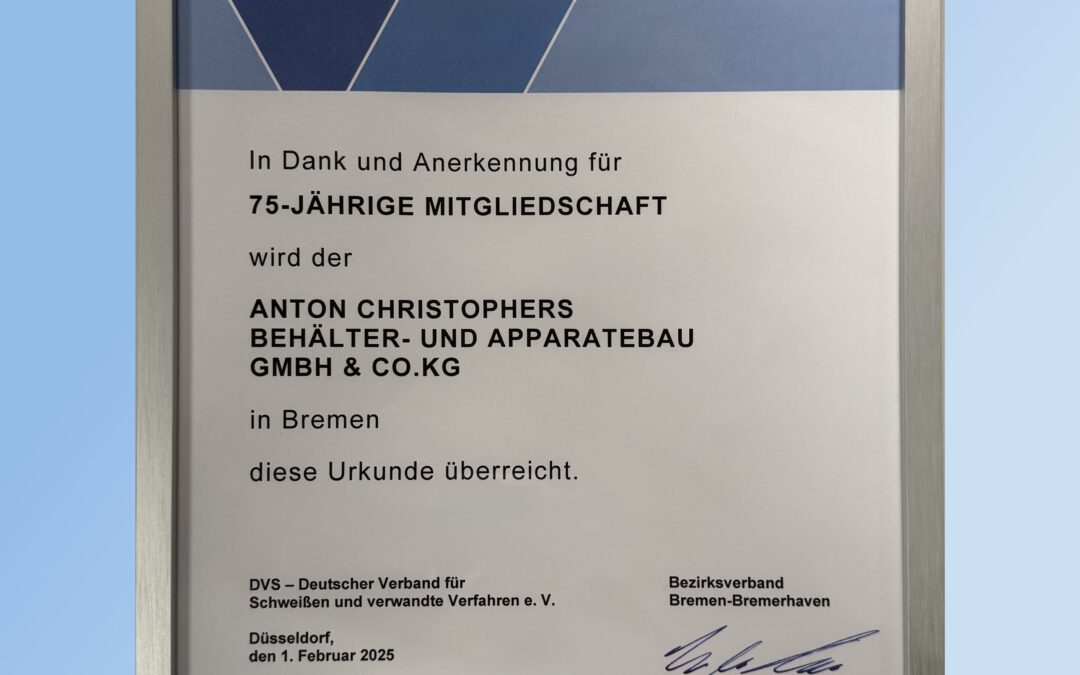 In Dank und Anerkennung für
75-JÄHRIGE MITGLIEDSCHAFT
wird der
ANTON CHRISTOPHERS
BEHÄLTER- UND APPARATEBAU
GMBH & CO.KG
in Bremen
diese Urkunde überreicht.
DVS – Deutscher Verband für
Schweißen und verwandte Verfahren e. V.
Bezirksverband
Bremen-Bremerhaven
Düsseldorf,
den 1. Februar 2025